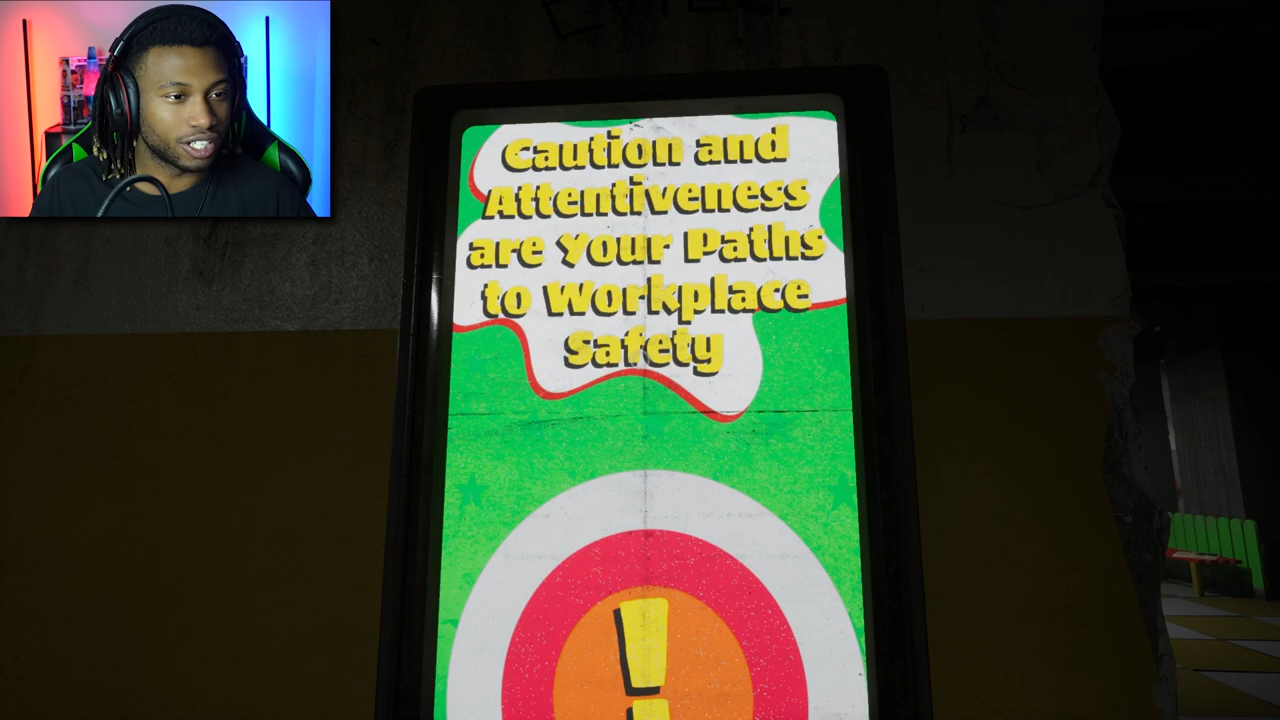 Caution and
Attentiveness
are Your Paths
to Workplace
Safety
!